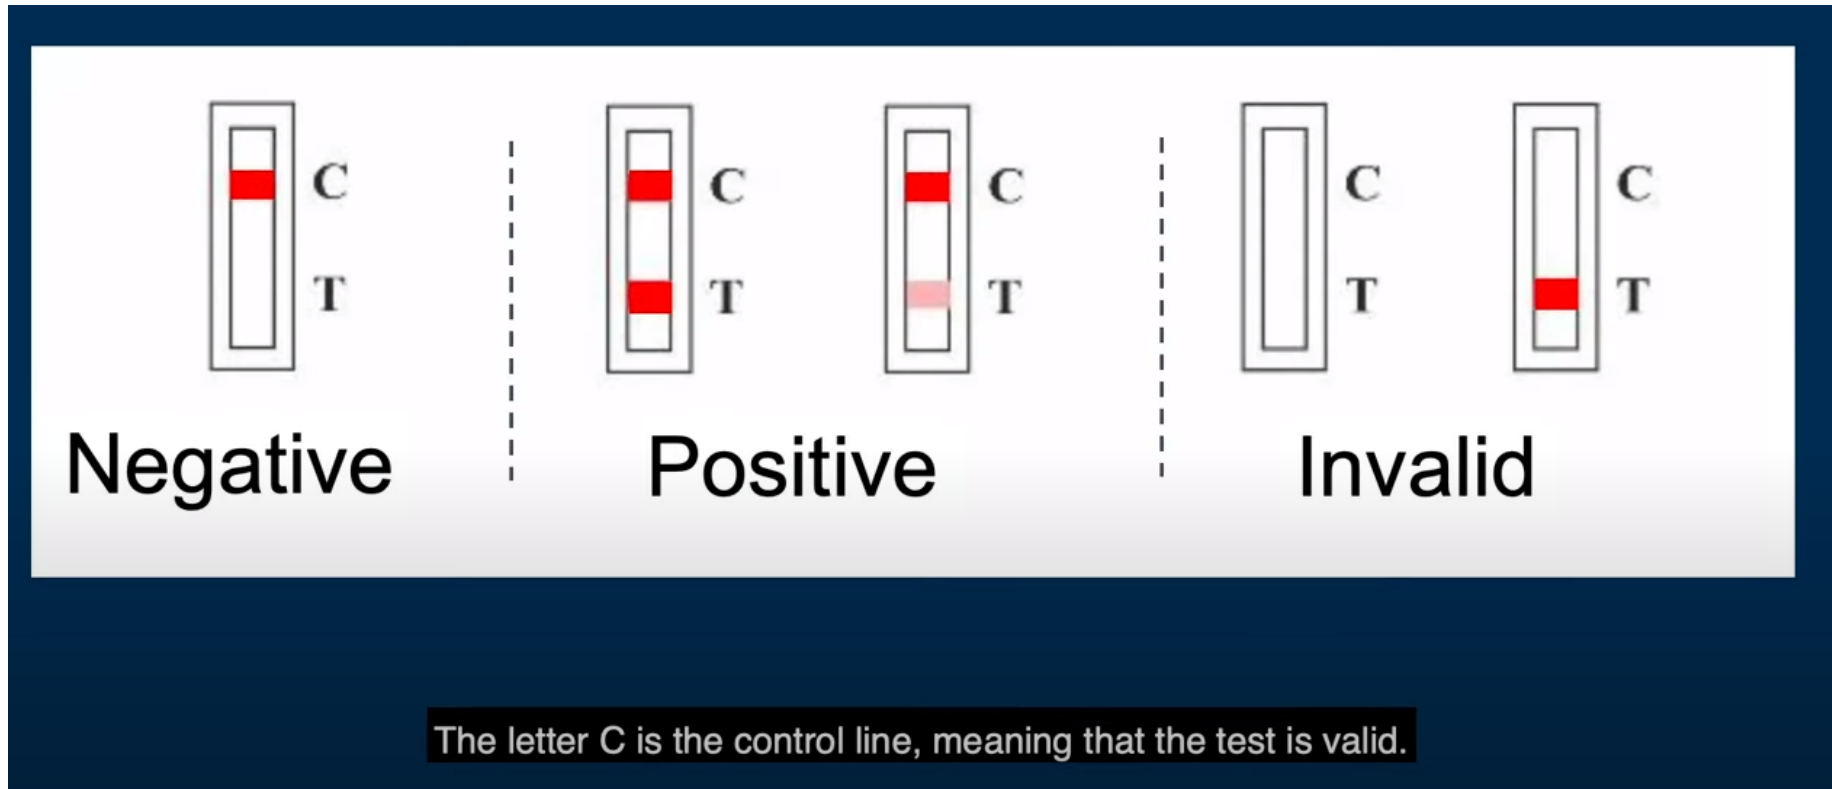 C
T
C
T
C
T
C
T
C
T
Negative
Positive
Invalid
The letter C is the control line, meaning that the test is valid.